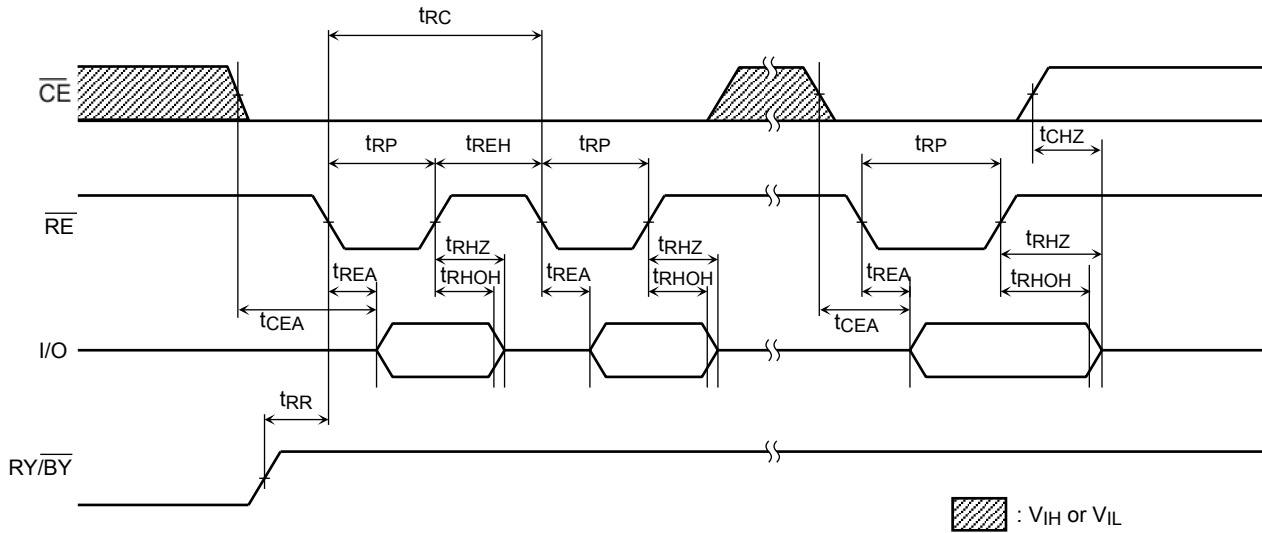 tRC
CE
tRP
tREH
tRP
tRP
tCHZ
RE
tREA
tRHZ
tRHOH
tREA
tRHZ
tRHOH
tREA
tRHZ
tRHOH
tCEA
tCEA
I/O
tRR
RY/BY
: VIH or VIL